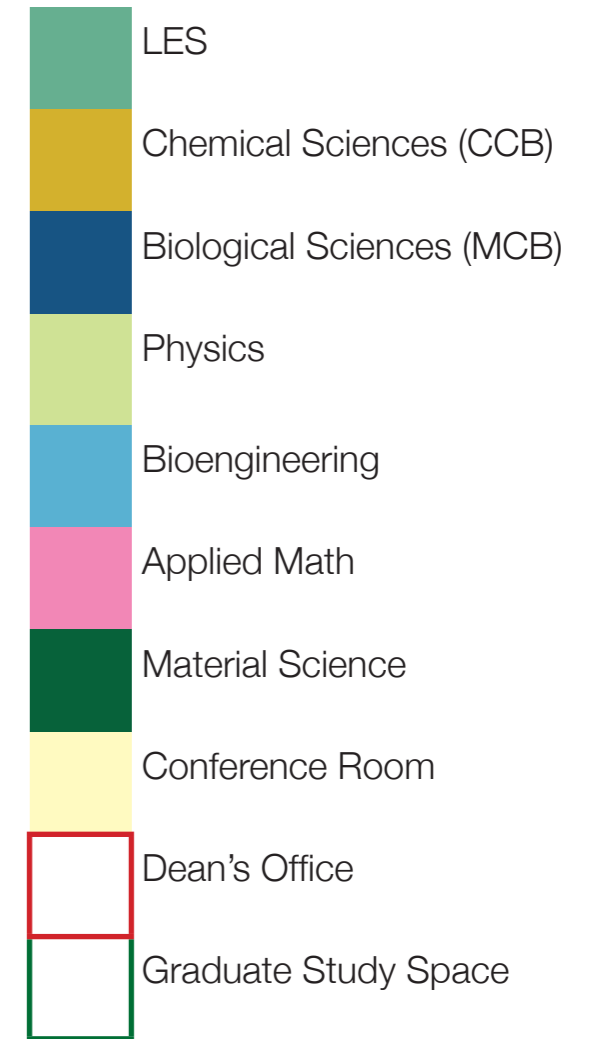 LES
Chemical Sciences (CCB)
Biological Sciences (MCB)
Physics
Bioengineering
Applied Math
Material Science
Conference Room
Dean’s Office
Graduate Study Space